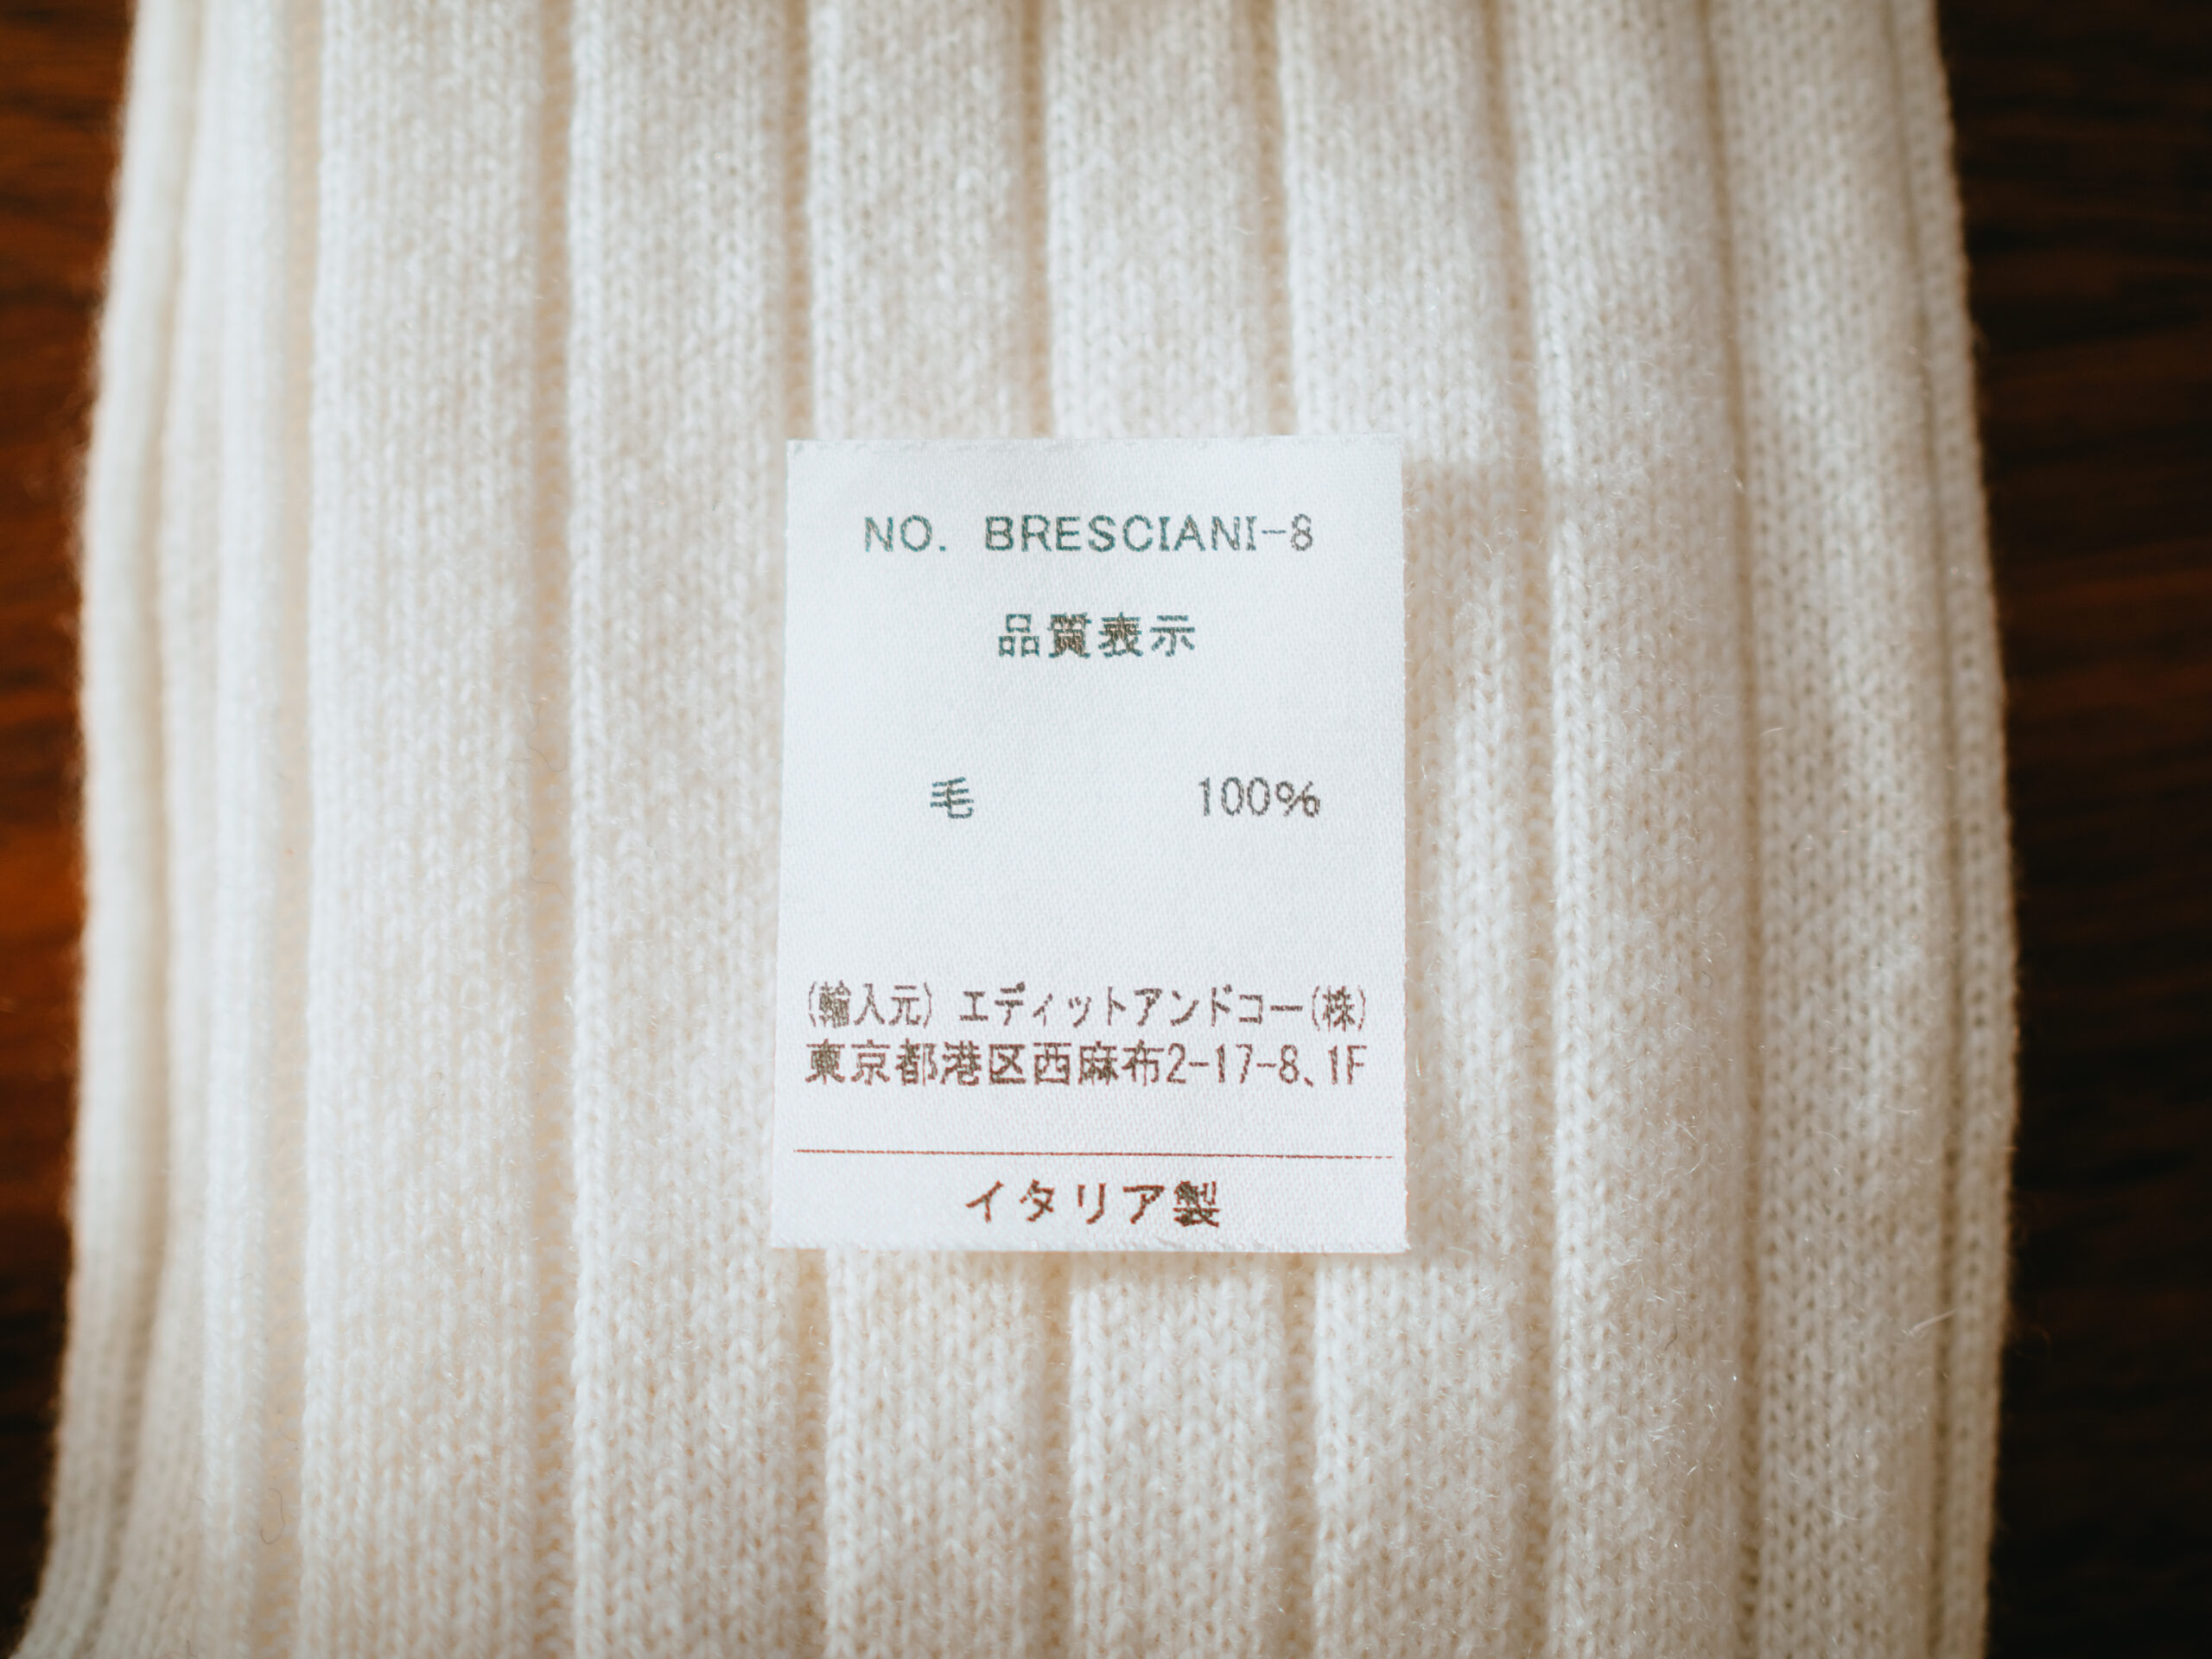 NO. BRESCIANI-8
品質表示
毛 100%
(輸入元) エディットアンドコー(株)
東京都港区西麻布2-17-8、1F
イタリア製